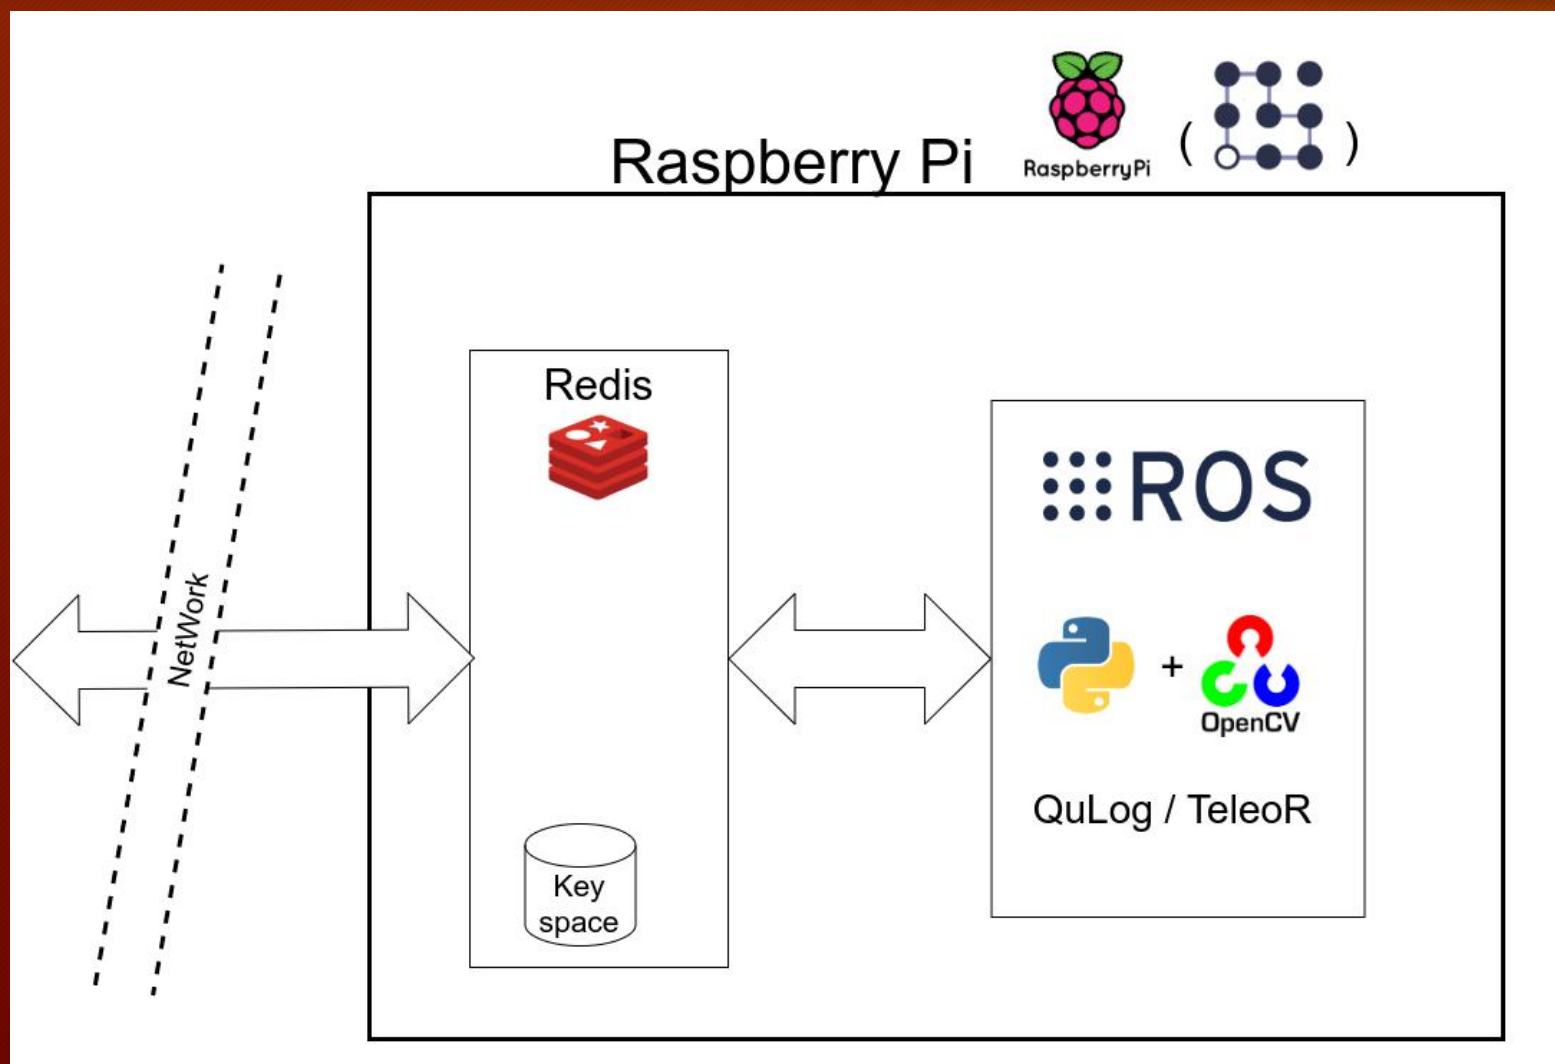 Raspberry Pi
RaspberryPi
( )
Redis
ROS
NetWork
+
OpenCV
QuLog / TeleoR
Key
space